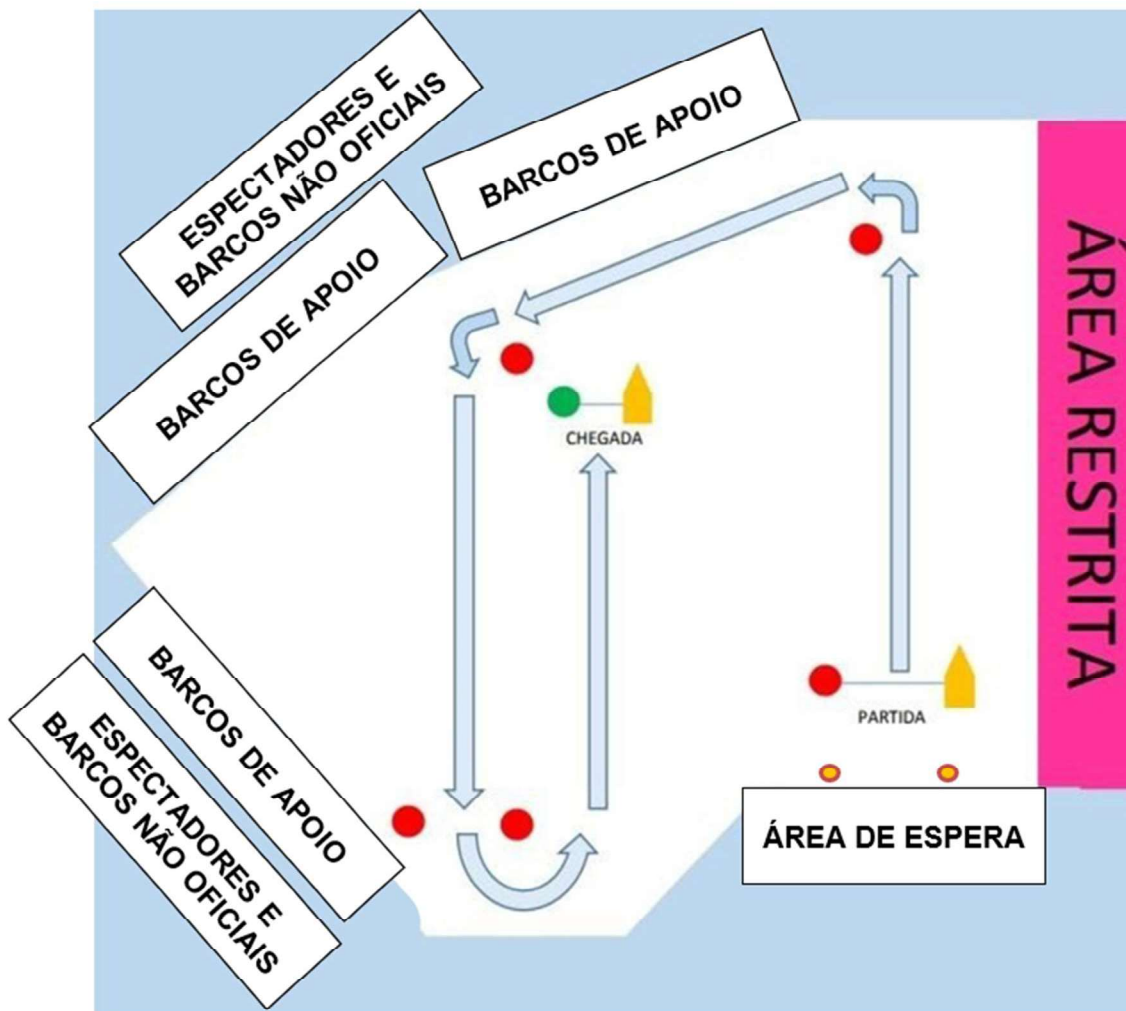 ESPECTADORES E
BARCOS NÃO OFICIAIS
BARCOS DE APOIO
BARCOS DE APOIO
CHEGADA
ÁREA RESTRITA
BARCOS DE APOIO
ESPECTADORES E
BARCOS NÃO OFICIAIS
PARTIDA
ÁREA DE ESPERA